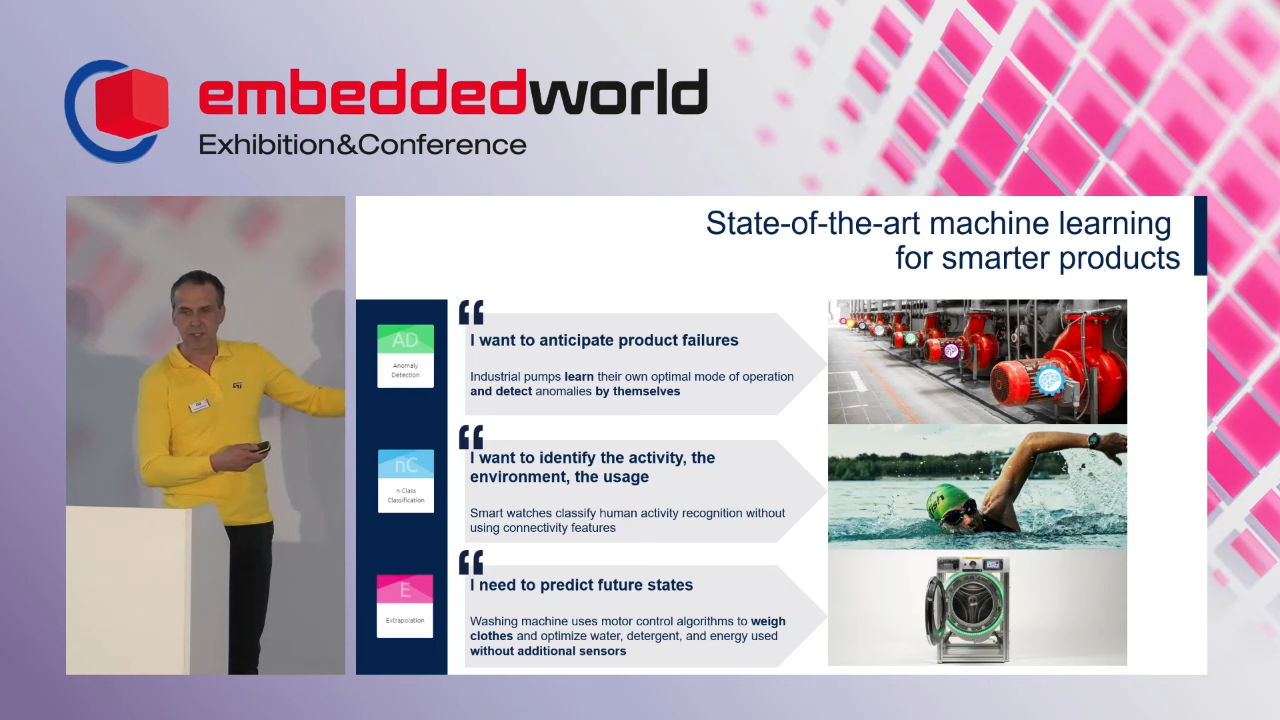 embeddedworld
Exhibition&Conference
State-of-the-art machine learning
for smarter products
AD
Anomaly
Detection
“
I want to anticipate product failures
Industrial pumps learn their own optimal mode of operation
and detect anomalies by themselves
nC
n-Class
Classification
“
I want to identify the activity, the
environment, the usage
Smart watches classify human activity recognition without
using connectivity features
E
Extrapolation
“
I need to predict future states
Washing machine uses motor control algorithms to weigh
clothes and optimize water, detergent, and energy used
without additional sensors